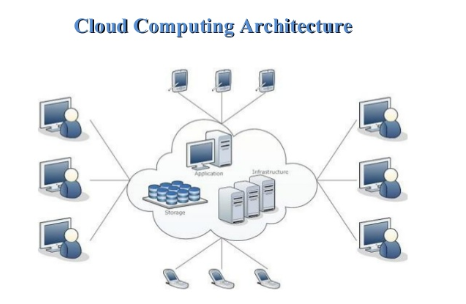 Cloud Computing Architecture
Application
Infrastructure
Storage